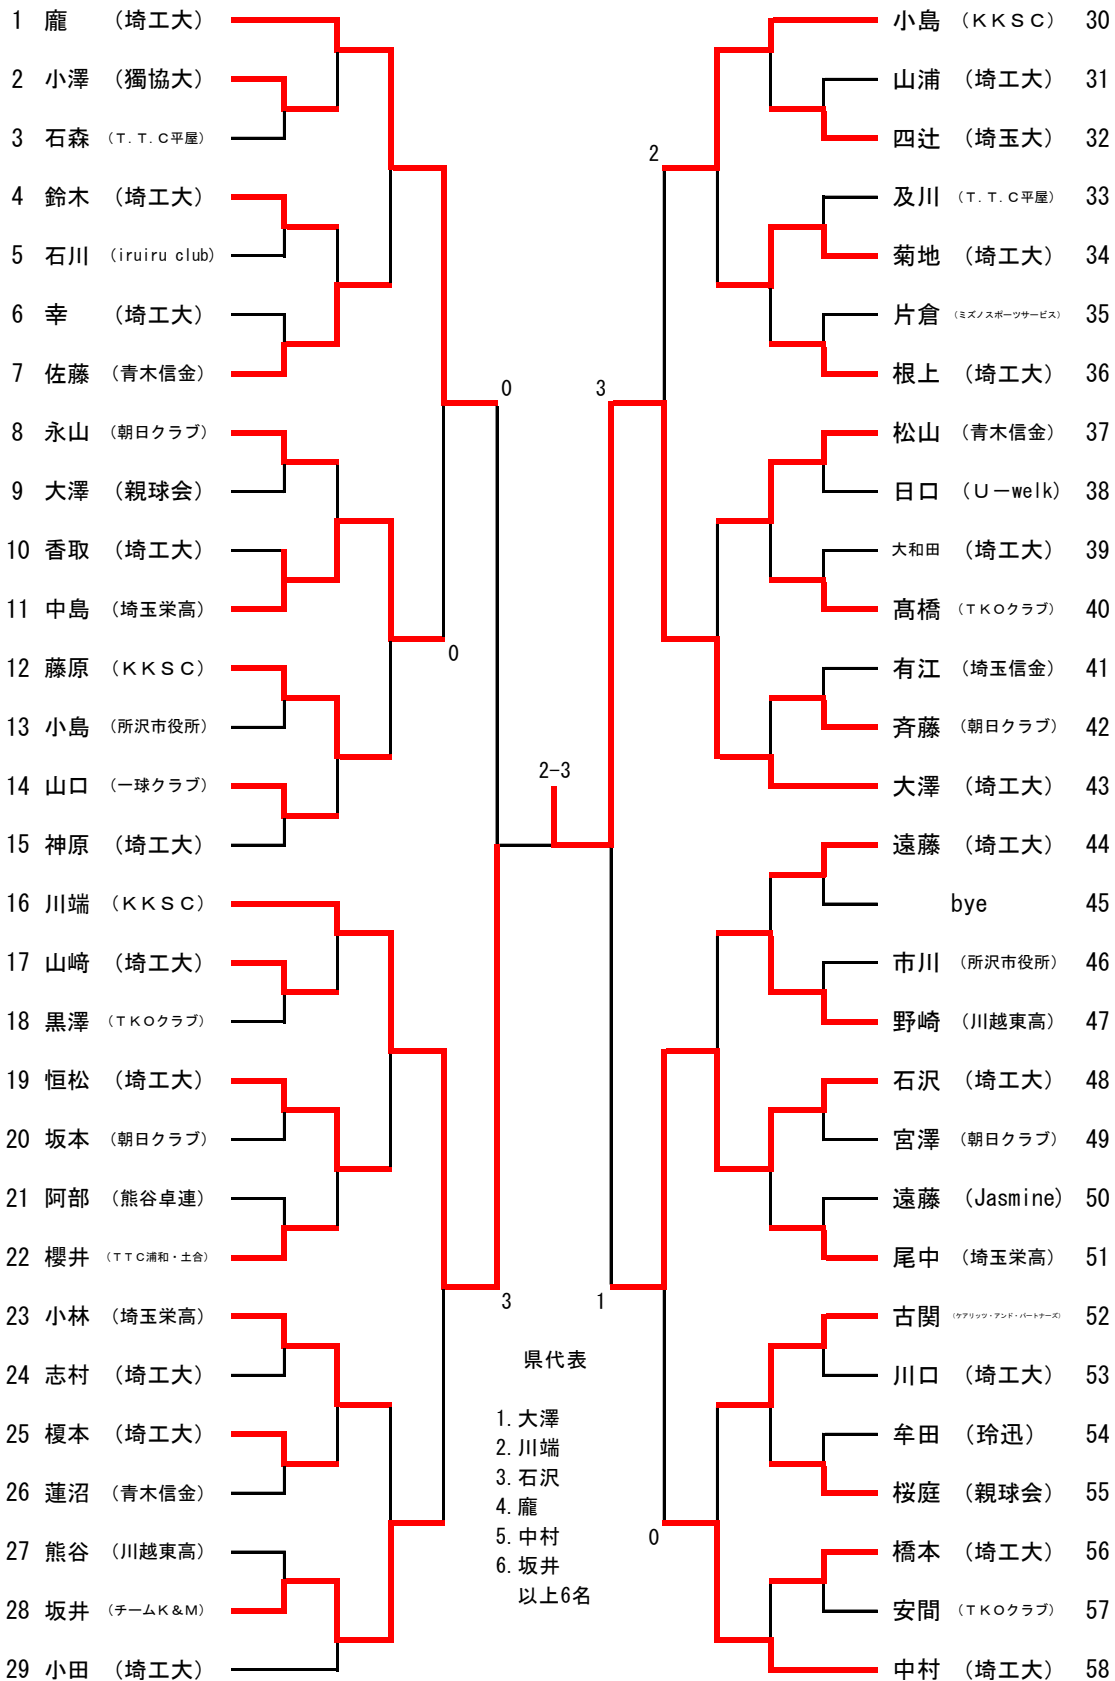 1 龐 （埼工大）
2 小澤 （獨協大）
3 石森 （T.T.C平屋）
4 鈴木 （埼工大）
5 石川 （iruiru club）
6 幸 （埼工大）
7 佐藤 （青木信金）
8 永山 （朝日クラブ）
9 大澤 （親球会）
10 香取 （埼工大）
11 中島 （埼玉栄高）
12 藤原 （KKSC）
13 小島 （所沢市役所）
14 山口 （一球クラブ）
15 神原 （埼工大）
16 川端 （KKSC）
17 山﨑 （埼工大）
18 黒澤 （TKOクラブ）
19 恒松 （埼工大）
20 坂本 （朝日クラブ）
21 阿部 （熊谷卓連）
22 櫻井 （TTC浦和・土合）
23 小林 （埼玉栄高）
24 志村 （埼工大）
25 榎本 （埼工大）
26 蓮沼 （青木信金）
27 熊谷 （川越東高）
28 坂井 （チームK＆M）
29 小田 （埼工大）
0
0
3
2-3
2
3
1
0
県代表
1. 大澤
2. 川端
3. 石沢
4. 龐
5. 中村
6. 坂井
以上6名
小島 （KKSC） 30
山浦 （埼工大） 31
四辻 （埼玉大） 32
及川 （T.T.C平屋） 33
菊地 （埼工大） 34
片倉 （ミズノスポーツサービス） 35
根上 （埼工大） 36
松山 （青木信金） 37
日口 （U－welk） 38
大和田 （埼工大） 39
髙橋 （TKOクラブ） 40
有江 （埼玉信金） 41
斉藤 （朝日クラブ） 42
大澤 （埼工大） 43
遠藤 （埼工大） 44
bye 45
市川 （所沢市役所） 46
野崎 （川越東高） 47
石沢 （埼工大） 48
宮澤 （朝日クラブ） 49
遠藤 （Jasmine） 50
尾中 （埼玉栄高） 51
古関 （ケアリッツ・アンド・パートナーズ） 52
川口 （埼工大） 53
牟田 （玲迅） 54
桜庭 （親球会） 55
橋本 （埼工大） 56
安間 （TKOクラブ） 57
中村 （埼工大） 58